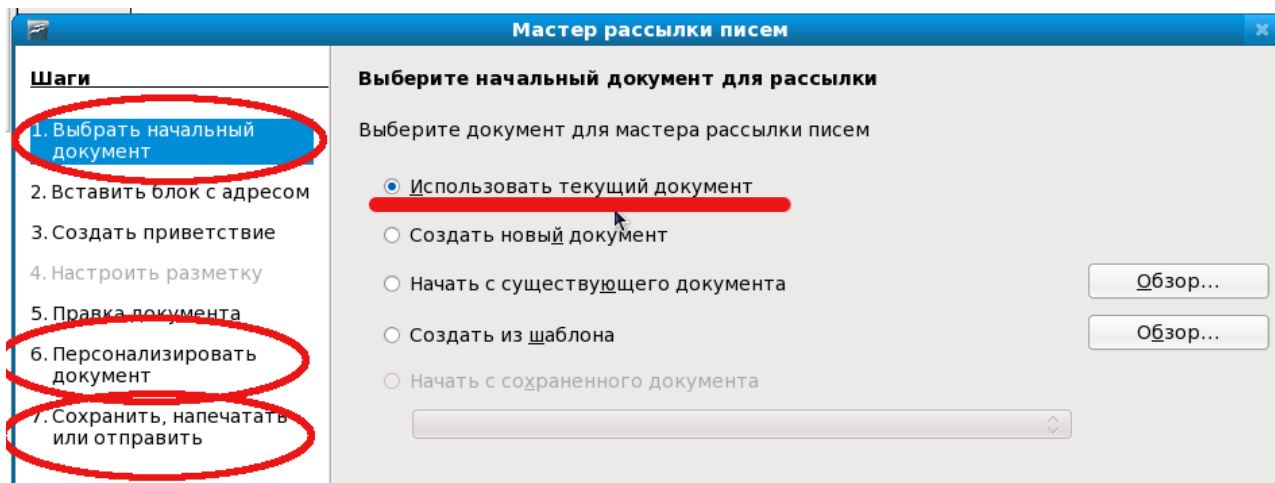 Мастер рассылки писем
Шаги
1. Выбрать начальный
документ
2. Вставить блок с адресом
3. Создать приветствие
4. Настроить разметку
5. Правка документа
6. Персонализировать
документ
7. Сохранить, напечатать
или отправить
Выберите начальный документ для рассылки
Выберите документ для мастера рассылки писем
Использовать текущий документ
Создать новый документ
Начать с существующего документа
Обзор...
Создать из шаблона
Обзор...
Начать с сохраненного документа